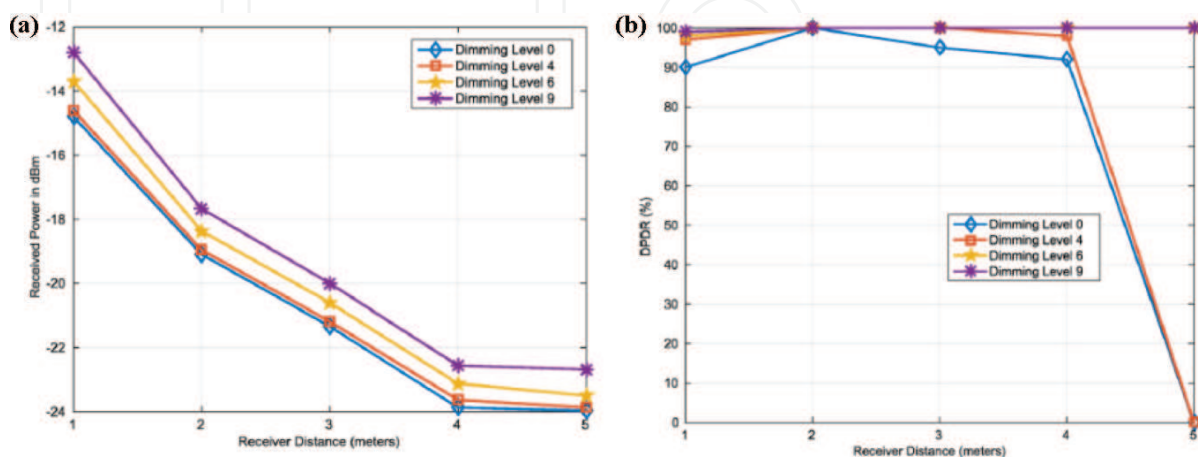 (a)
-12
-14
-16
-18
-20
-22
-24
Received Power in dBm
1 2 3 4 5
Receiver Distance (meters)
Dimming Level 0
Dimming Level 4
Dimming Level 6
Dimming Level 9
(b)
100
90
80
70
60
50
40
30
20
10
0
DPDR (%)
1 2 3 4 5
Receiver Distance (meters)
Dimming Level 0
Dimming Level 4
Dimming Level 6
Dimming Level 9